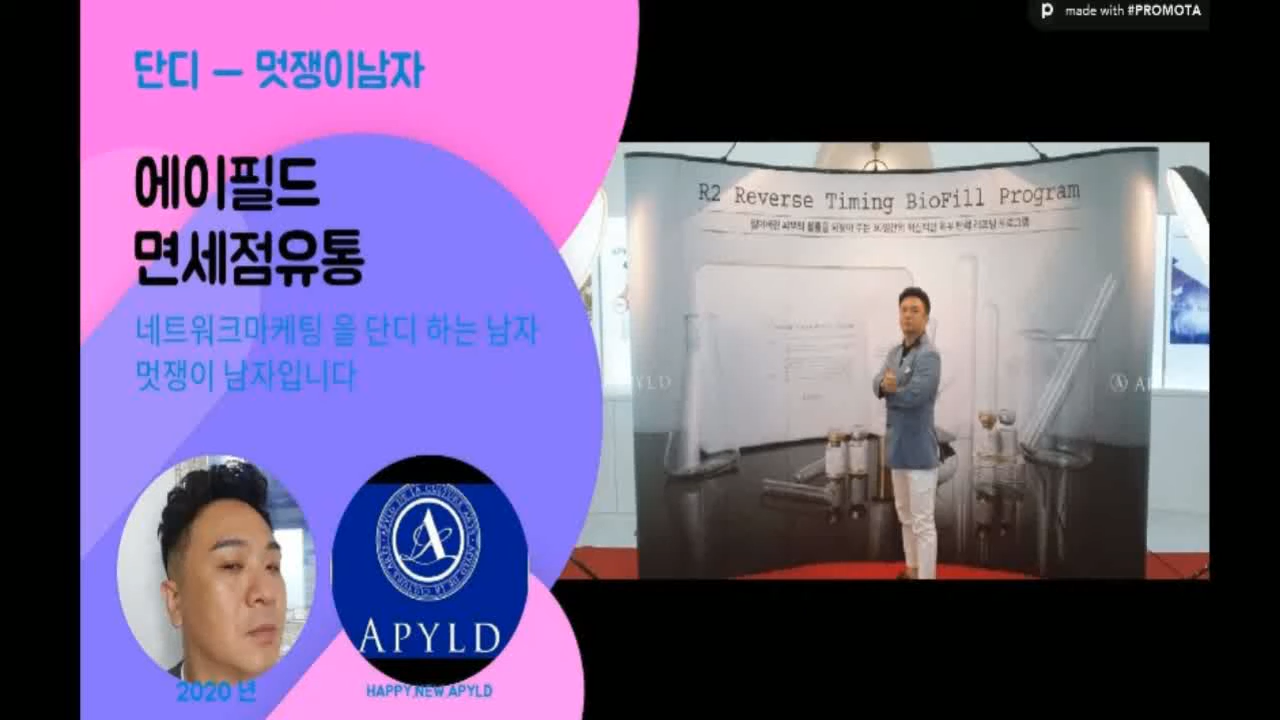 made with #PROMOTA
단디 – 멋쟁이남자
에이필드
면세점유통
네트워크마케팅 을 단디 하는 남자
멋쟁이 남자입니다
R2 Reverse Timing BioFill Program
YLD
A
APYLD
2020 년
HAPPY NEW APYLD